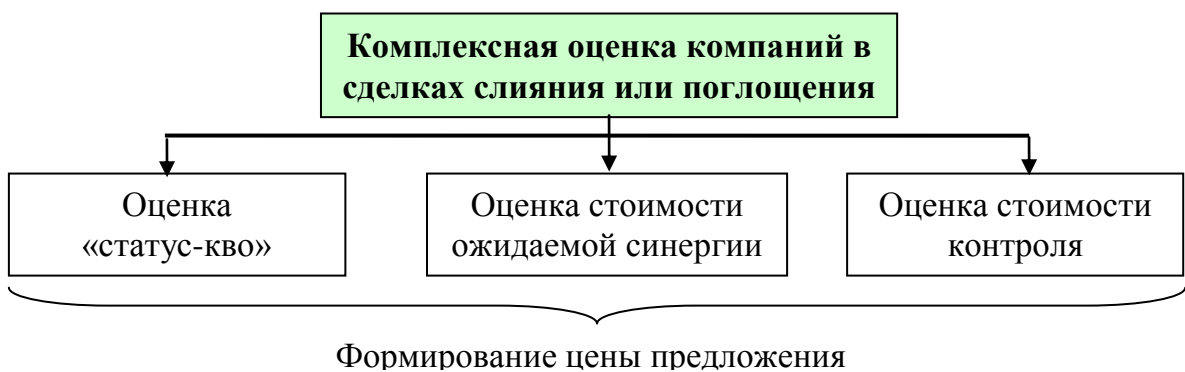 Комплексная оценка компаний в
сделках слияния или поглощения
Оценка
«статус-кво»
Оценка стоимости
ожидаемой синергии
Оценка стоимости
контроля
Формирование цены предложения